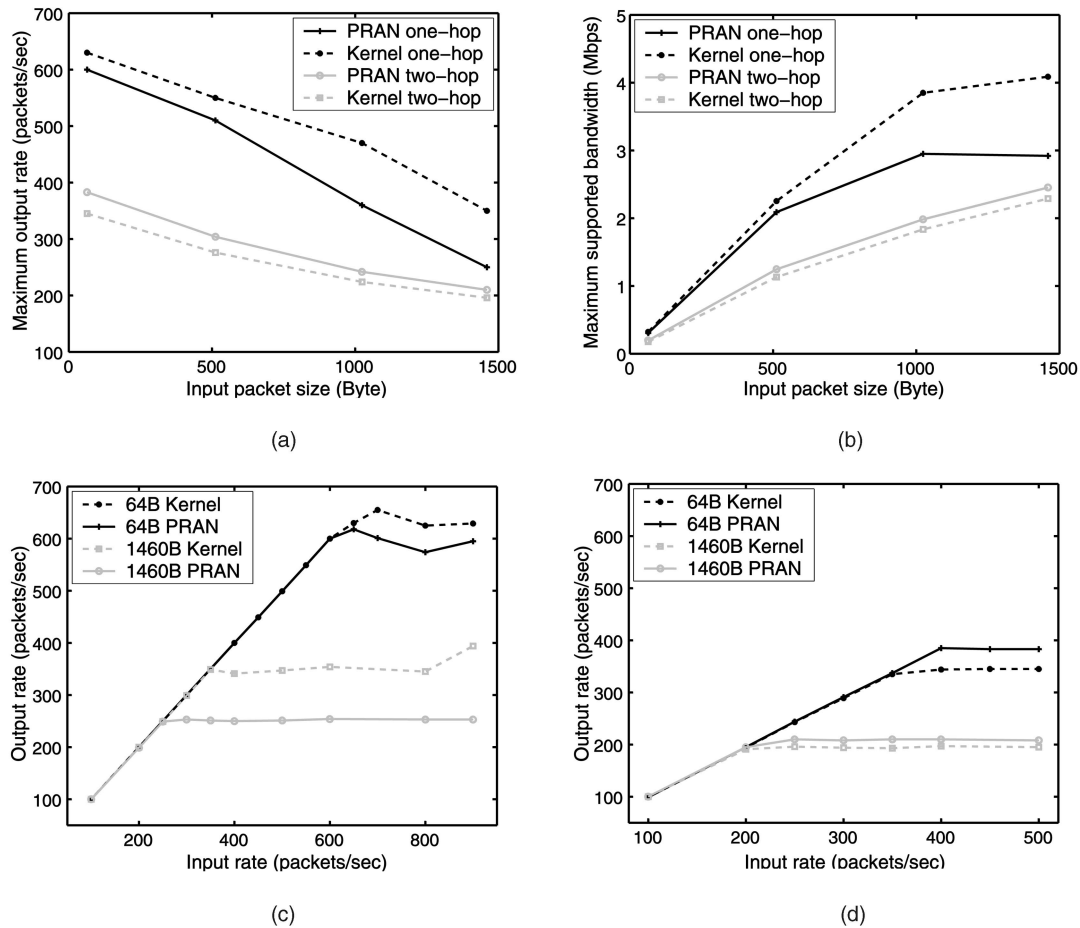 700
600
500
400
300
200
100
0
500
1000
1500
Maximum output rate (packets/sec)
Input packet size (Byte)
PRAN one-hop
Kernel one-hop
PRAN two-hop
Kernel two-hop
(a)
5
4
3
2
1
0
0
500
1000
1500
Maximum supported bandwidth (Mbps)
Input packet size (Byte)
PRAN one-hop
Kernel one-hop
PRAN two-hop
Kernel two-hop
(b)
700
600
500
400
300
200
100
200
400
600
800
Output rate (packets/sec)
Input rate (packets/sec)
64B Kernel
64B PRAN
1460B Kernel
1460B PRAN
(c)
700
600
500
400
300
200
100
100
200
300
400
500
Output rate (packets/sec)
Input rate (packets/sec)
64B Kernel
64B PRAN
1460B Kernel
1460B PRAN
(d)